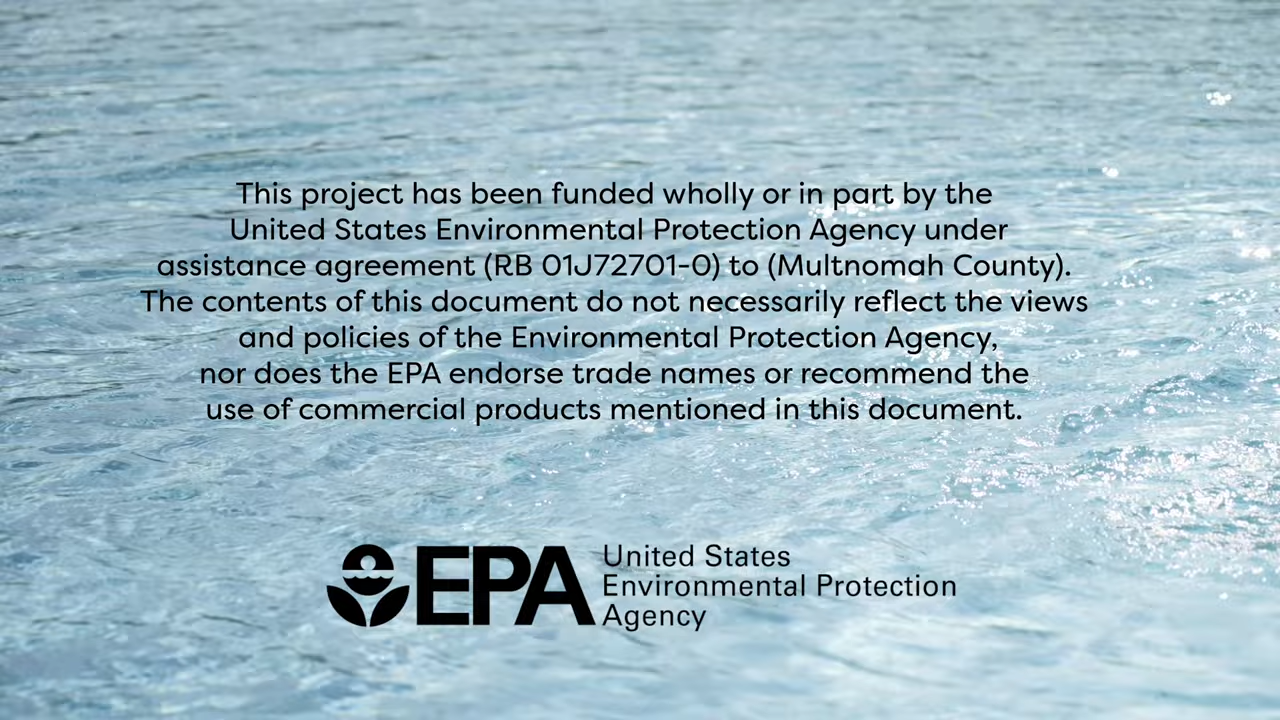 This project has been funded wholly or in part by the
United States Environmental Protection Agency under
assistance agreement (RB 01J72701-0) to (Multnomah County).
The contents of this document do not necessarily reflect the views
and policies of the Environmental Protection Agency,
nor does the EPA endorse trade names or recommend the
use of commercial products mentioned in this document.
EPA
United States
Environmental Protection
Agency